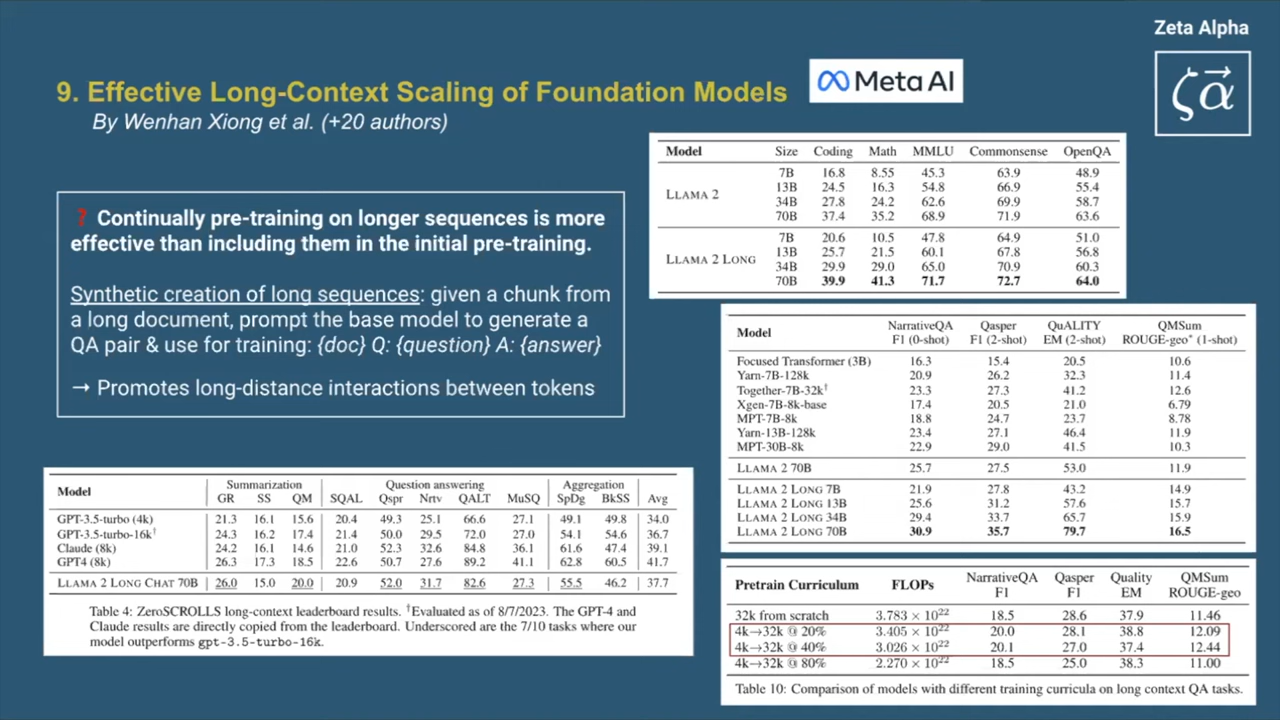 Zeta Alpha
ζα
9. Effective Long-Context Scaling of Foundation Models
Meta AI
By Wenhan Xiong et al. (+20 authors)
❓ Continually pre-training on longer sequences is more
effective than including them in the initial pre-training.
Synthetic creation of long sequences: given a chunk from
a long document, prompt the base model to generate a
QA pair & use for training: {doc} Q: {question} A: {answer}
→ Promotes long-distance interactions between tokens
Model Size Coding Math MMLU Commonsense OpenQA
LLAMA 2
7B 16.8 8.55 45.3 63.9 48.9
13B 24.5 16.3 54.8 66.9 55.4
34B 27.8 24.2 62.6 69.9 58.7
70B 37.4 35.2 68.9 71.9 63.6
LLAMA 2 LONG
7B 20.6 10.5 47.8 64.9 51.0
13B 25.7 21.5 60.1 67.8 56.8
34B 29.9 29.0 65.0 70.9 60.3
70B 39.9 41.3 71.7 72.7 64.0
Model NarrativeQA Qasper QuALITY QMSum
F1 (0-shot) F1 (2-shot) EM (2-shot) ROUGE-geo* (1-shot)
Focused Transformer (3B) 16.3 15.4 20.5 10.6
Yarn-7B-128k 20.9 26.2 32.3 11.4
Together-7B-32k† 23.3 27.3 41.2 12.6
Xgen-7B-8k-base 17.4 20.5 21.0 6.79
MPT-7B-8k 18.8 24.7 23.7 8.78
Yarn-13B-128k 23.4 27.1 46.4 11.9
MPT-30B-8k 22.9 29.0 41.5 10.3
LLAMA 2 70B 25.7 27.5 53.0 11.9
LLAMA 2 LONG 7B 21.9 27.8 43.2 14.9
LLAMA 2 LONG 13B 25.6 31.2 57.6 15.7
LLAMA 2 LONG 34B 29.4 33.7 65.7 15.9
LLAMA 2 LONG 70B 30.9 35.7 79.7 16.5
Summarization Question answering Aggregation
Model GR SS QM SQAL Qspr Nrtv QALT MuSQ SpDg BkSS Avg
GPT-3.5-turbo (4k) 21.3 16.1 15.6 20.4 49.3 25.1 66.6 27.1 49.1 49.8 34.0
GPT-3.5-turbo-16k† 24.3 16.2 17.4 21.4 50.0 29.5 72.0 27.0 54.1 54.6 36.7
Claude (8k) 24.2 16.1 14.6 21.0 52.3 32.6 84.8 36.1 61.6 47.4 39.1
GPT4 (8k) 26.3 17.3 18.5 22.6 50.7 27.6 89.2 41.1 62.8 60.5 41.7
LLAMA 2 LONG CHAT 70B 26.0 15.0 20.0 20.9 52.0 31.7 82.6 27.3 55.5 46.2 37.7
Table 4: ZeroSCROLLS long-context leaderboard results. †Evaluated as of 8/7/2023. The GPT-4 and
Claude results are directly copied from the leaderboard. Underscored are the 7/10 tasks where our
model outperforms gpt-3.5-turbo-16k.
Pretrain Curriculum FLOPs NarrativeQA Qasper Quality QMSum
F1 F1 EM ROUGE-geo
32k from scratch 3.783 × 10²² 18.5 28.6 37.9 11.46
4k→32k @ 20% 3.405 × 10²² 20.0 28.1 38.8 12.09
4k→32k @ 40% 3.026 × 10²² 20.1 27.0 37.4 12.44
4k→32k @ 80% 2.270 × 10²² 18.5 25.0 38.3 11.00
Table 10: Comparison of models with different training curricula on long context QA tasks.